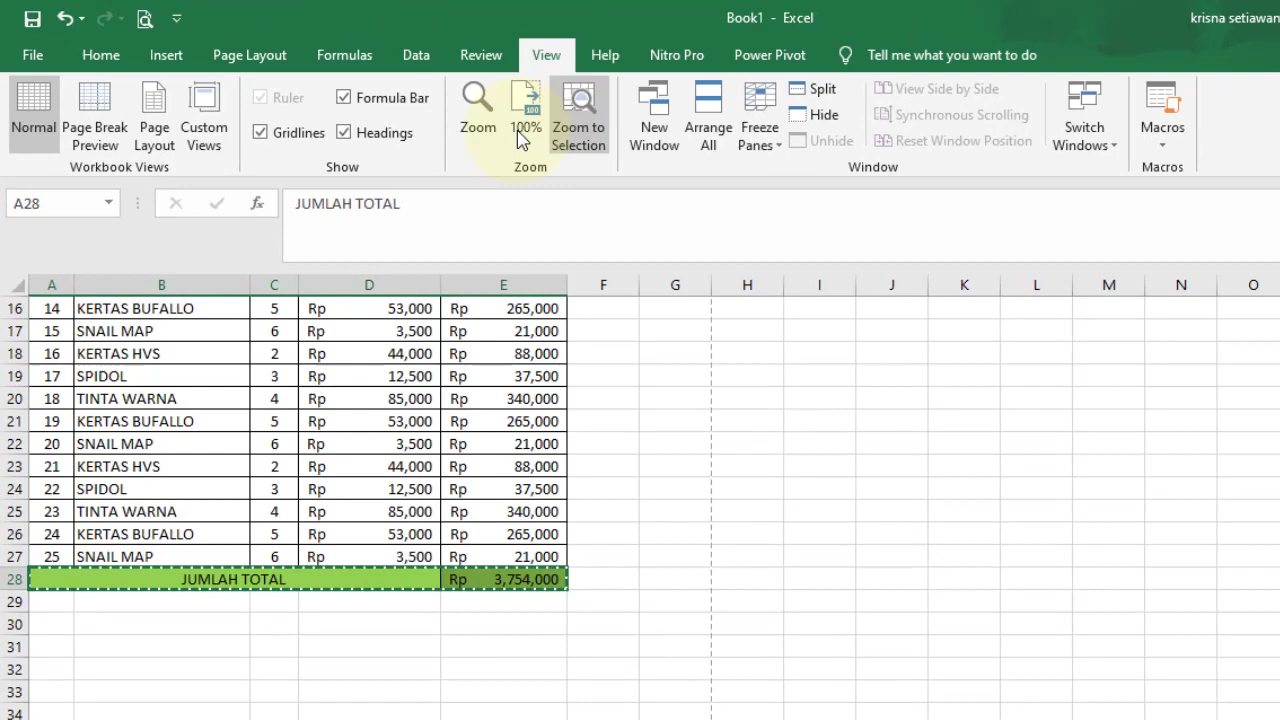 Book1 - Excel
krisna setiawan
File Home Insert Page Layout Formulas Data Review View Help Nitro Pro Power Pivot Tell me what you want to do
Normal
Page Break Preview
Page Layout
Custom Views
Workbook Views
Ruler
Formula Bar
Gridlines
Headings
Show
Zoom
100
100%
Zoom to Selection
Zoom
New Window
Arrange All
Freeze Panes
Split
Hide
Unhide
View Side by Side
Synchronous Scrolling
Reset Window Position
Window
Switch Windows
Macros
Macros
A28 fx JUMLAH TOTAL
A B C D E F G H I J K L M N O
16 14 KERTAS BUFALLO 5 Rp 53,000 Rp 265,000
17 15 SNAIL MAP 6 Rp 3,500 Rp 21,000
18 16 KERTAS HVS 2 Rp 44,000 Rp 88,000
19 17 SPIDOL 3 Rp 12,500 Rp 37,500
20 18 TINTA WARNA 4 Rp 85,000 Rp 340,000
21 19 KERTAS BUFALLO 5 Rp 53,000 Rp 265,000
22 20 SNAIL MAP 6 Rp 3,500 Rp 21,000
23 21 KERTAS HVS 2 Rp 44,000 Rp 88,000
24 22 SPIDOL 3 Rp 12,500 Rp 37,500
25 23 TINTA WARNA 4 Rp 85,000 Rp 340,000
26 24 KERTAS BUFALLO 5 Rp 53,000 Rp 265,000
27 25 SNAIL MAP 6 Rp 3,500 Rp 21,000
28 JUMLAH TOTAL Rp 3,754,000
29
30
31
32
33
34